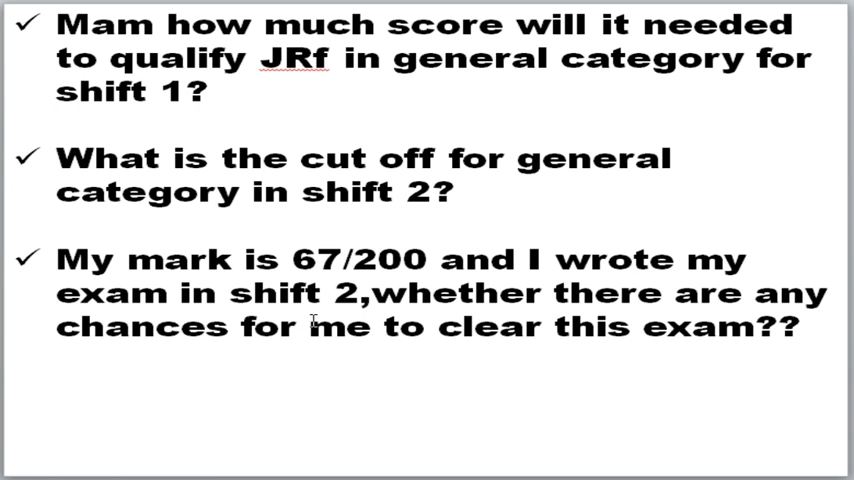 ✓ Mam how much score will it needed
to qualify JRf in general category for
shift 1?
✓ What is the cut off for general
category in shift 2?
✓ My mark is 67/200 and I wrote my
exam in shift 2,whether there are any
chances for me to clear this exam??